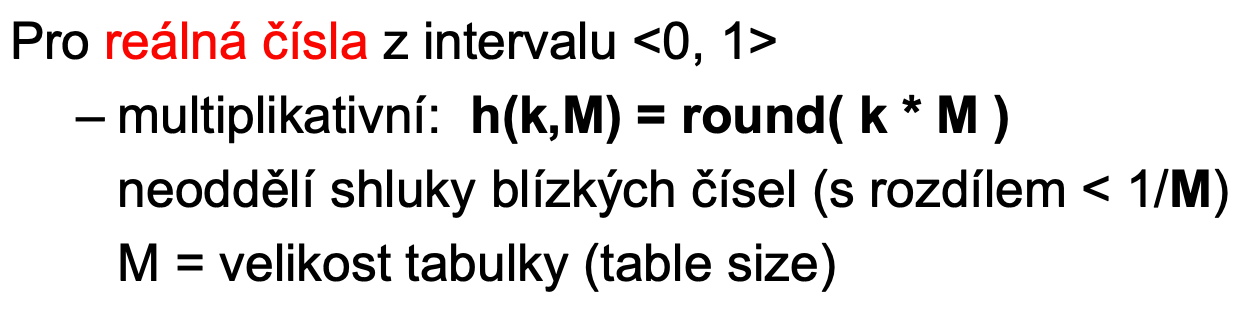 Pro reálná čísla z intervalu <0, 1>
– multiplikativní: h(k,M) = round( k * M )
neoddělí shluky blízkých čísel (s rozdílem < 1/M)
M = velikost tabulky (table size)